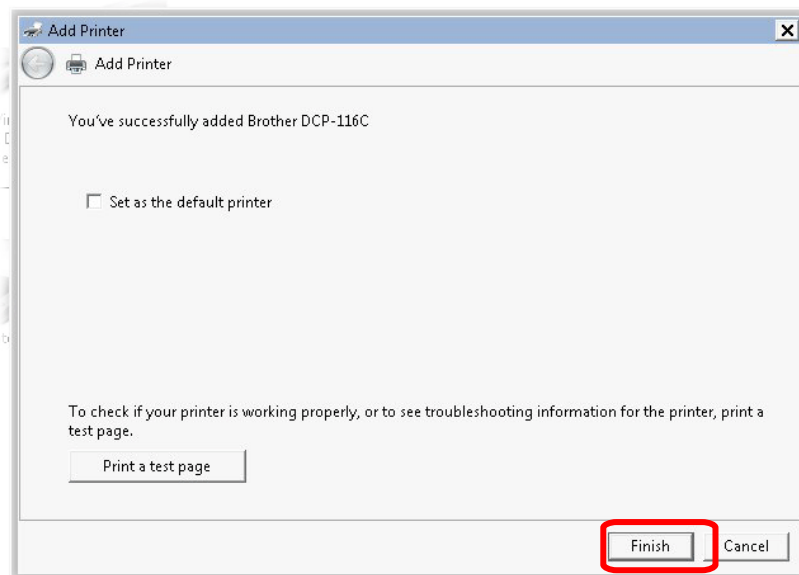 Add Printer
Add Printer
You've successfully added Brother DCP-116C
Set as the default printer
To check if your printer is working properly, or to see troubleshooting information for the printer, print a
test page.
Print a test page
Finish
Cancel